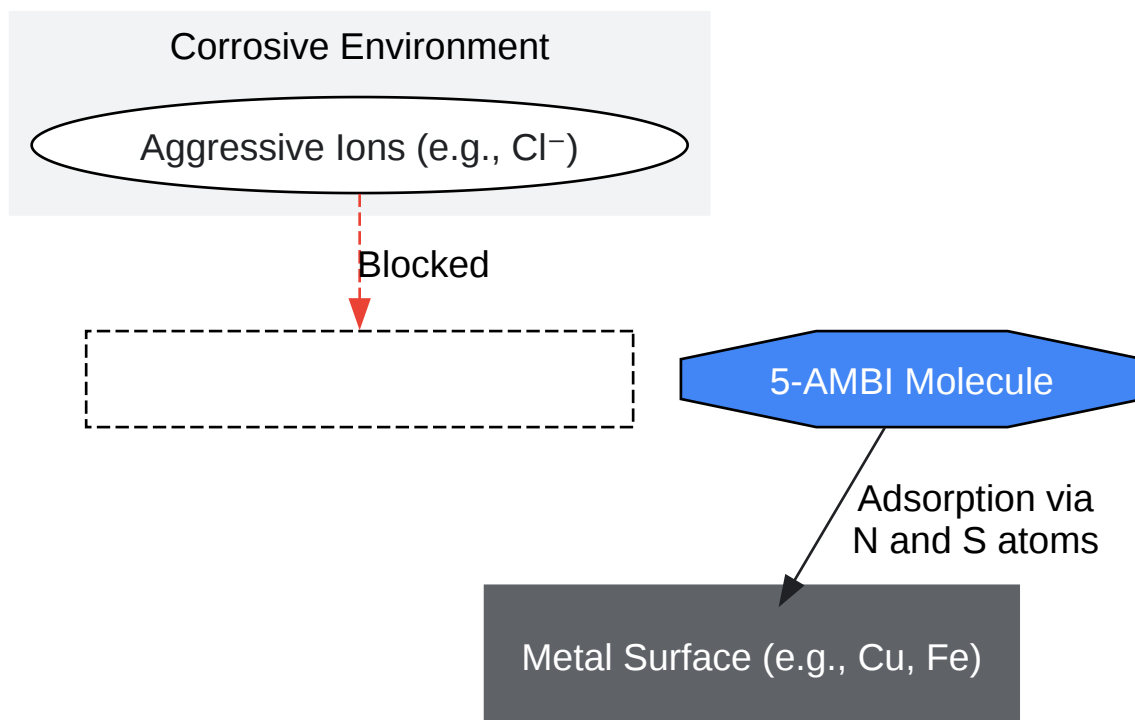 Corrosive Environment
Aggressive Ions (e.g., Cl⁻)
Blocked
5-AMBI Molecule
Adsorption via
N and S atoms
Metal Surface (e.g., Cu, Fe)